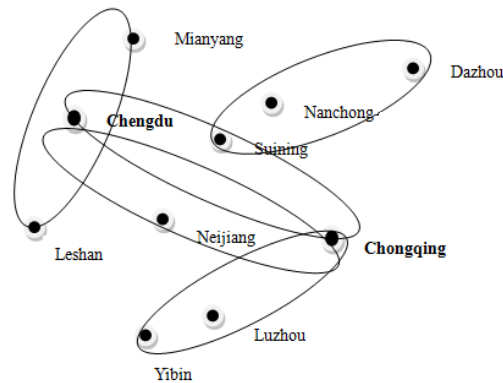 Mianyang
Dazhou
Nanchong
Chengdu
Suining
Neijiang
Chongqing
Leshan
Luzhou
Yibin